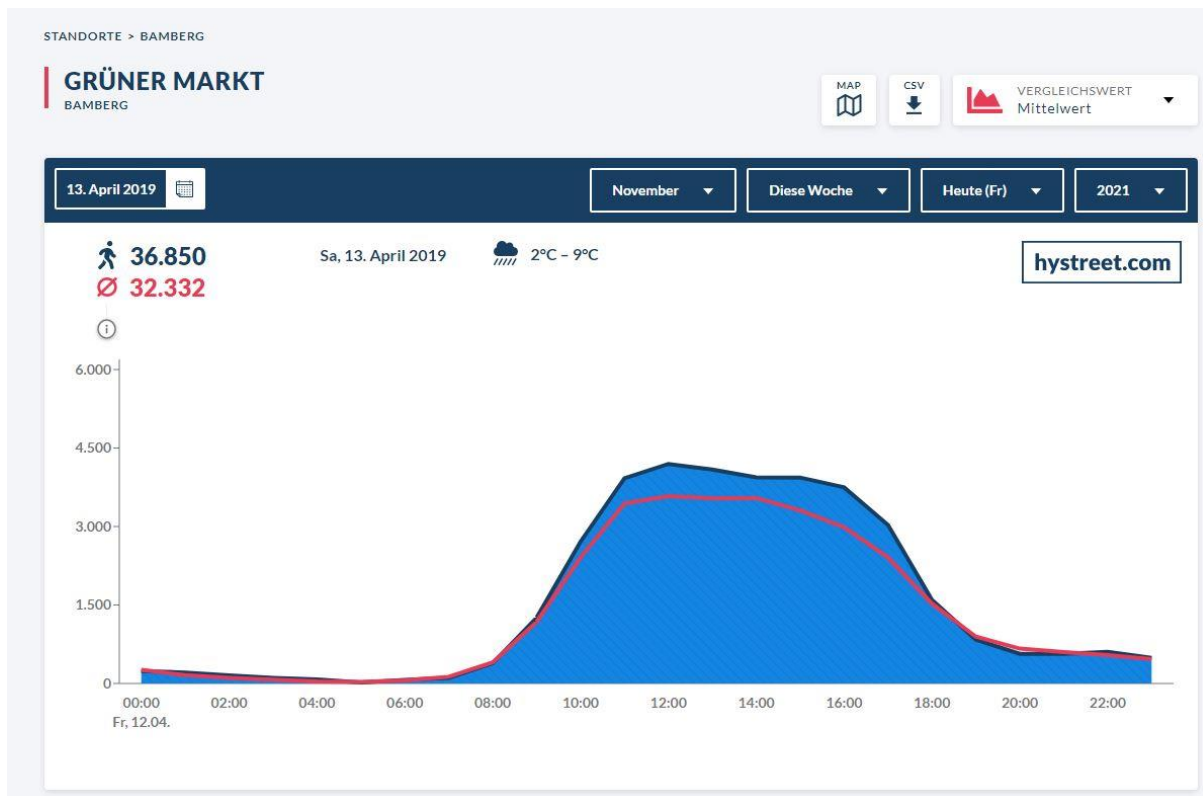 STANDORTE > BAMBERG
GRÜNER MARKT
BAMBERG
MAP
CSV
VERGLEICHSWERT
Mittelwert
13. April 2019
November
Diese Woche
Heute (Fr)
2021
36.850
Sa, 13. April 2019
2°C – 9°C
hystreet.com
Ø 32.332
6.000
4.500
3.000
1.500
0
00:00 02:00 04:00 06:00 08:00 10:00 12:00 14:00 16:00 18:00 20:00 22:00
Fr, 12.04.